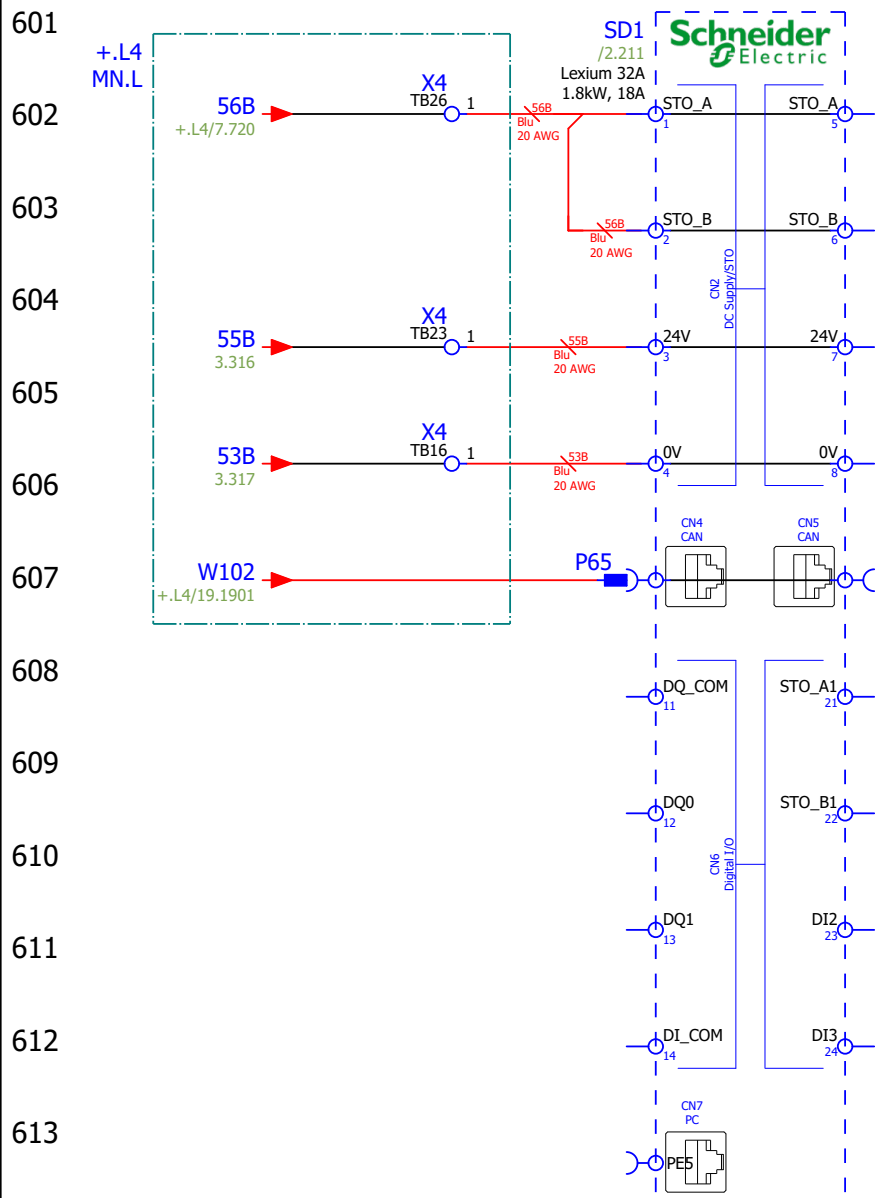 601
+.L4
MN.L
SD1
/2.211
Lexium 32A
1.8kW, 18A
Schneider
Electric
602
56B
+.L4/7.720
X4
TB26
1
56B
Blu
20 AWG
STO_A
1
STO_A
5
603
56B
Blu
20 AWG
STO_B
2
STO_B
6
CN2
DC Supply/STO
604
55B
3.316
X4
TB23
1
55B
Blu
20 AWG
24V
3
24V
7
605
53B
3.317
X4
TB16
1
53B
Blu
20 AWG
0V
4
0V
8
606
CN4
CAN
CN5
CAN
607
W102
+.L4/19.1901
P65
608
DQ_COM
11
STO_A1
21
609
DQ0
12
STO_B1
22
610
CN6
Digital I/O
611
DQ1
13
DI2
23
612
DI_COM
14
DI3
24
613
CN7
PC
PE5